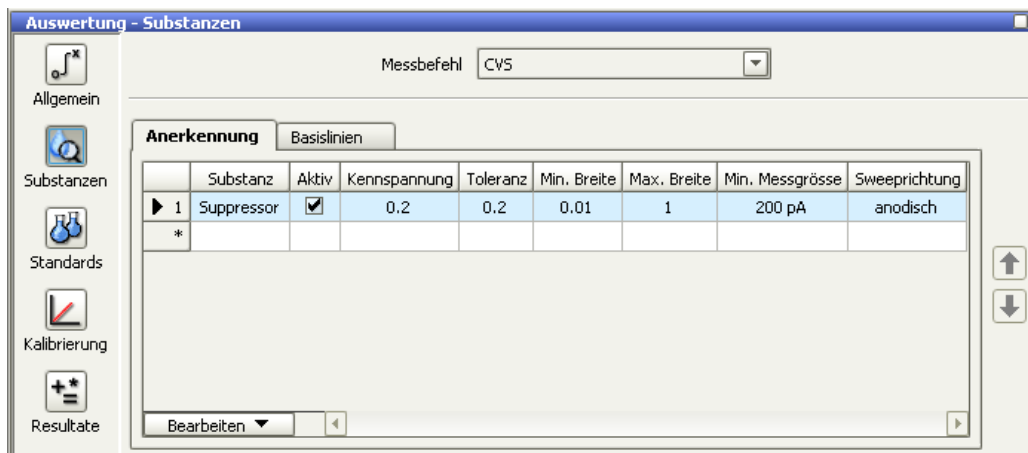 Auswertung - Substanzen
Messbefehl CVS
Allgemein
Substanzen
Standards
Kalibrierung
Resultate
Anerkennung Basislinien
Substanz Aktiv Kennspannung Toleranz Min. Breite Max. Breite Min. Messgrösse Sweeprichtung
1 Suppressor 0.2 0.2 0.01 1 200 pA anodisch
*
Bearbeiten